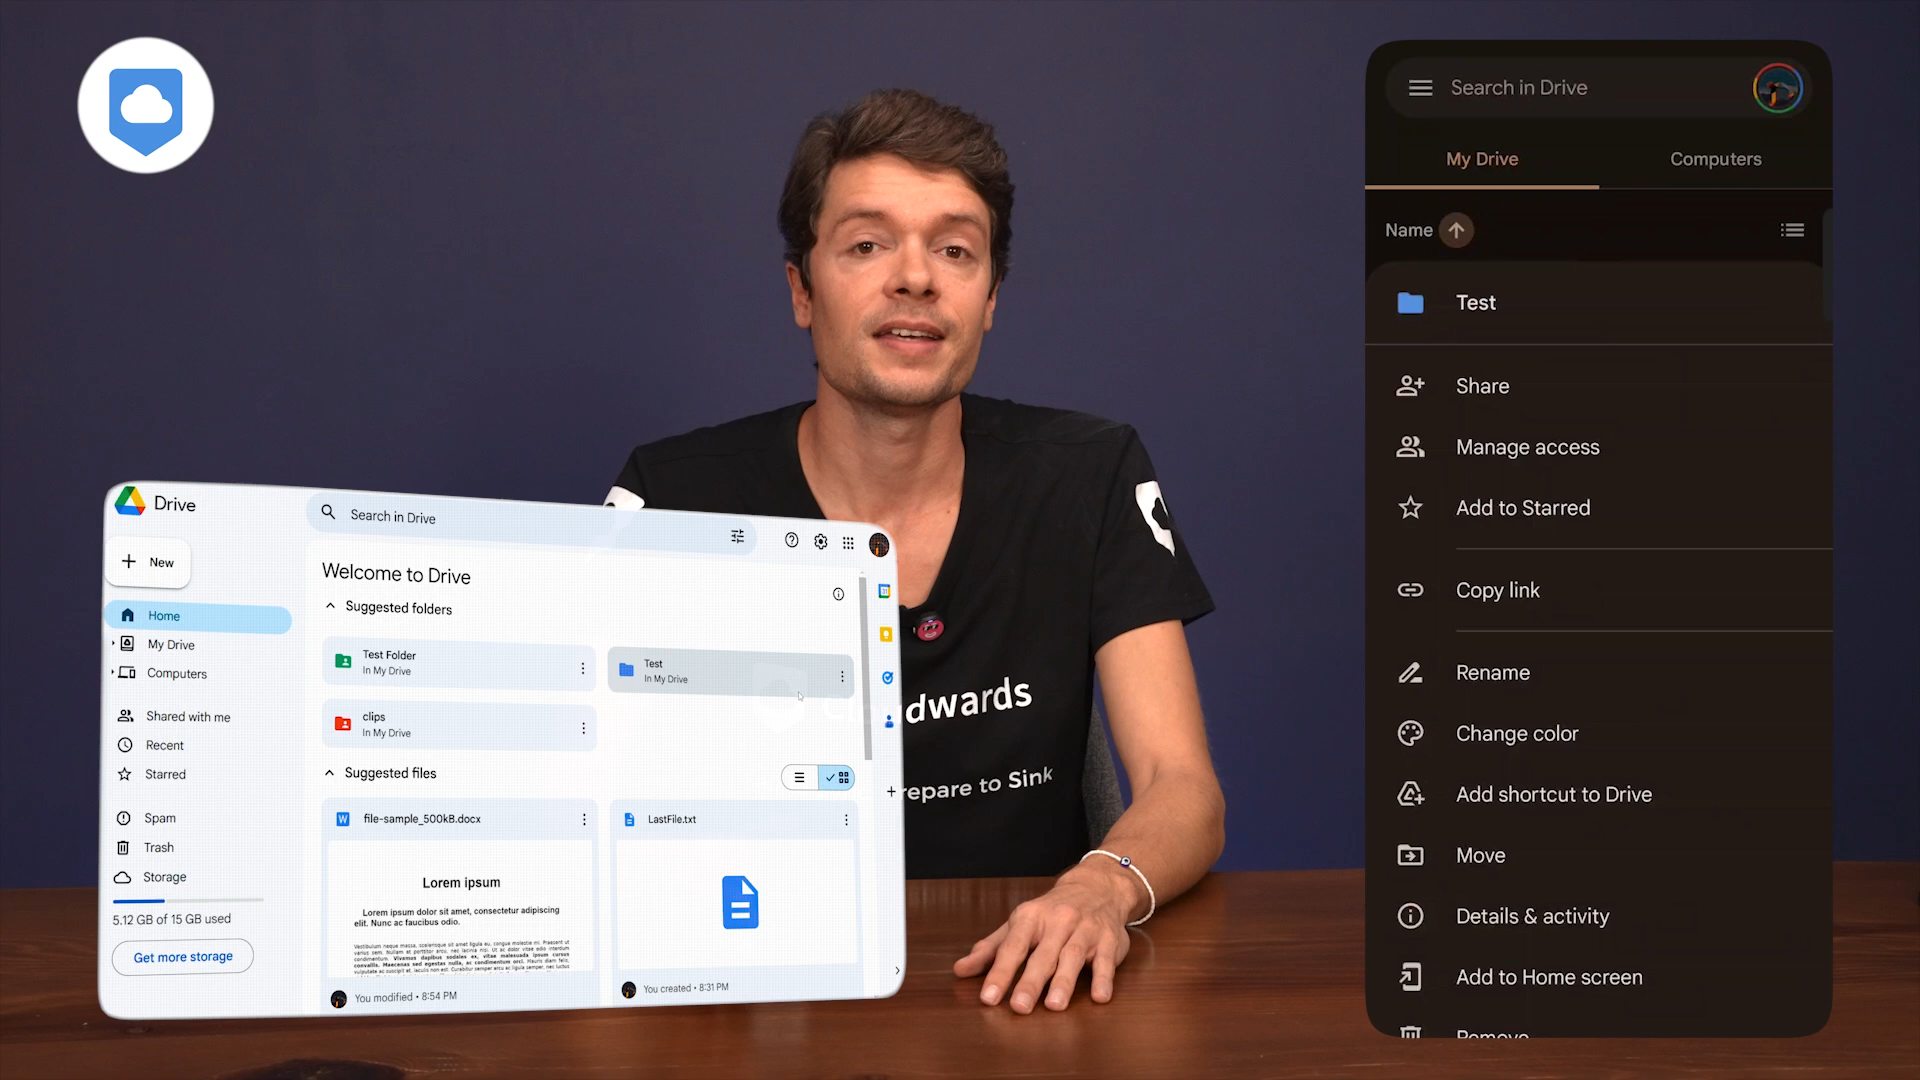 Drive
Search in Drive
New
Welcome to Drive
Suggested folders
Home
My Drive
Computers
Shared with me
Recent
Starred
Spam
Trash
Storage
5.12 GB of 15 GB used
Get more storage
Test Folder
In My Drive
Test
In My Drive
clips
In My Drive
Suggested files
file-sample_500kB.docx
LastFile.txt
Lorem ipsum
Lorem ipsum dolor sit amet, consectetur adipiscing
elit. Nunc ac faucibus odio.
You modified • 8:54 PM
You created • 8:31 PM
dwards
repare to Sink
Search in Drive
My Drive
Computers
Name
Test
Share
Manage access
Add to Starred
Copy link
Rename
Change color
Add shortcut to Drive
Move
Details & activity
Add to Home screen
Remove